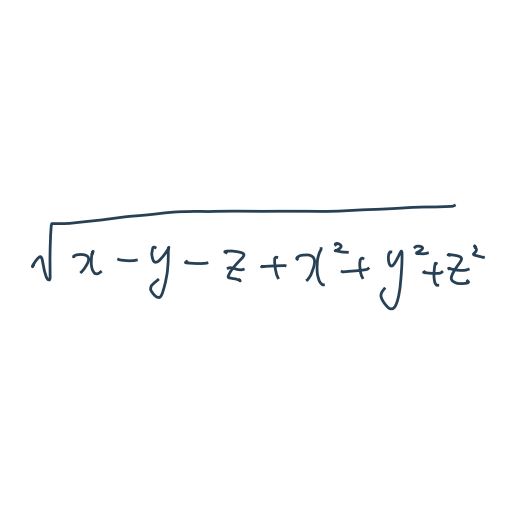 √(x - y - z + x² + y² + z²)